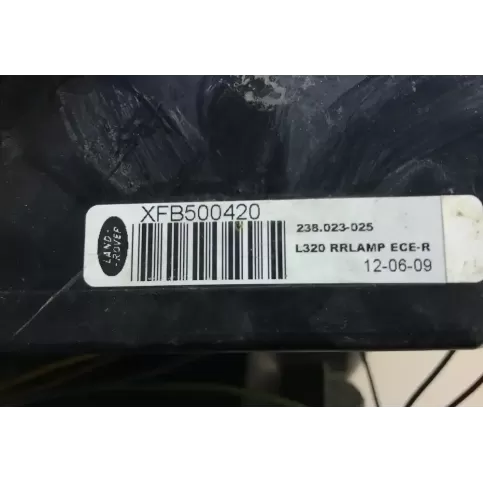 LAND-
-ROVER
XFB500420
238.023-025
L320 RRLAMP ECE-R
12-06-09